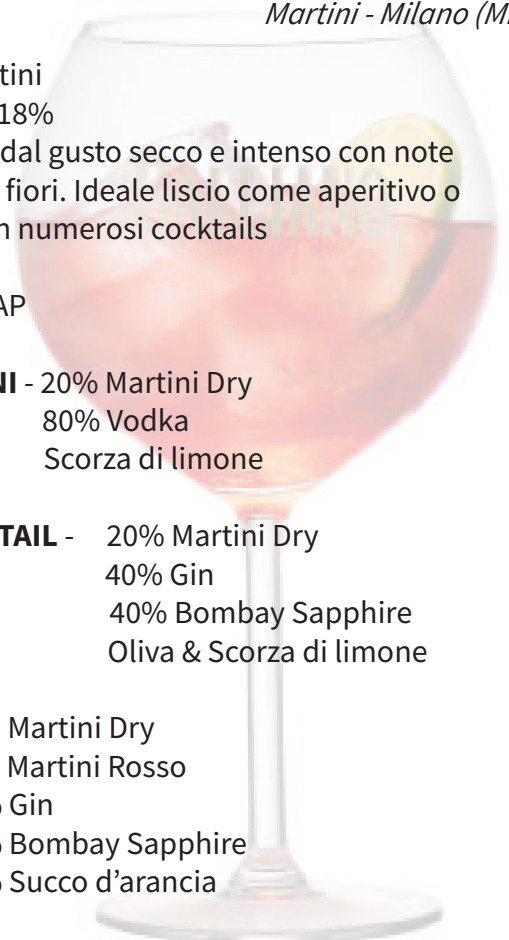 Martini - Milano (M
tini
18%
dal gusto secco e intenso con note
fiori. Ideale liscio come aperitivo o
n numerosi cocktails
AP
NI - 20% Martini Dry
80% Vodka
Scorza di limone
TAIL - 20% Martini Dry
40% Gin
40% Bombay Sapphire
Oliva & Scorza di limone
Martini Dry
Martini Rosso
% Gin
% Bombay Sapphire
% Succo d'arancia